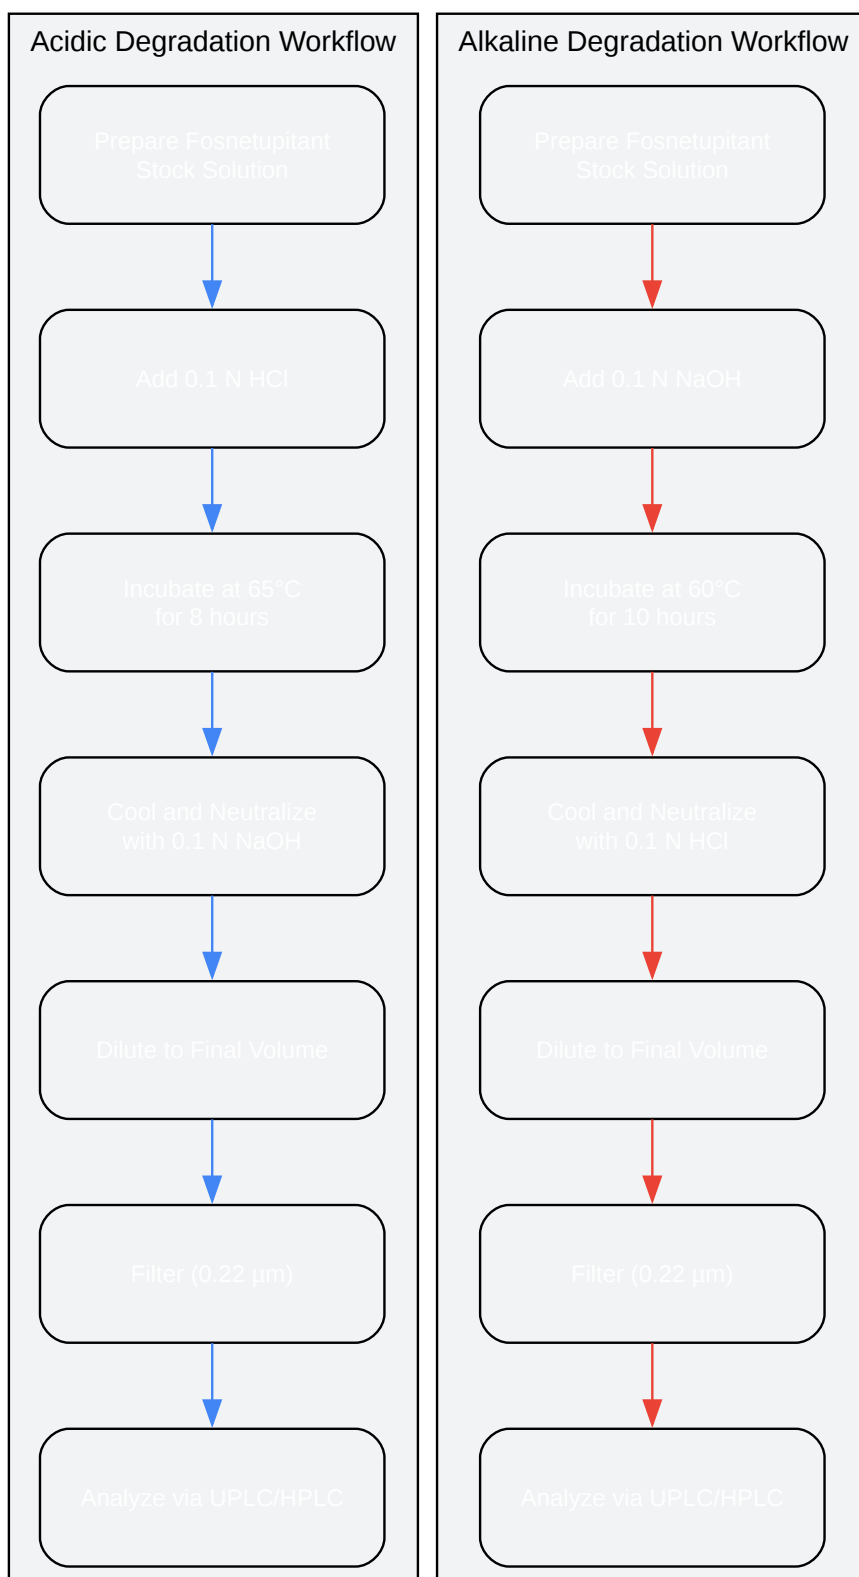 Acidic Degradation Workflow
Prepare Fosnetupitant
Stock Solution
Add 0.1 N HCl
Incubate at 65°C
for 8 hours
Cool and Neutralize
with 0.1 N NaOH
Dilute to Final Volume
Filter (0.22 µm)
Analyze via UPLC/HPLC
Alkaline Degradation Workflow
Prepare Fosnetupitant
Stock Solution
Add 0.1 N NaOH
Incubate at 60°C
for 10 hours
Cool and Neutralize
with 0.1 N HCl
Dilute to Final Volume
Filter (0.22 µm)
Analyze via UPLC/HPLC